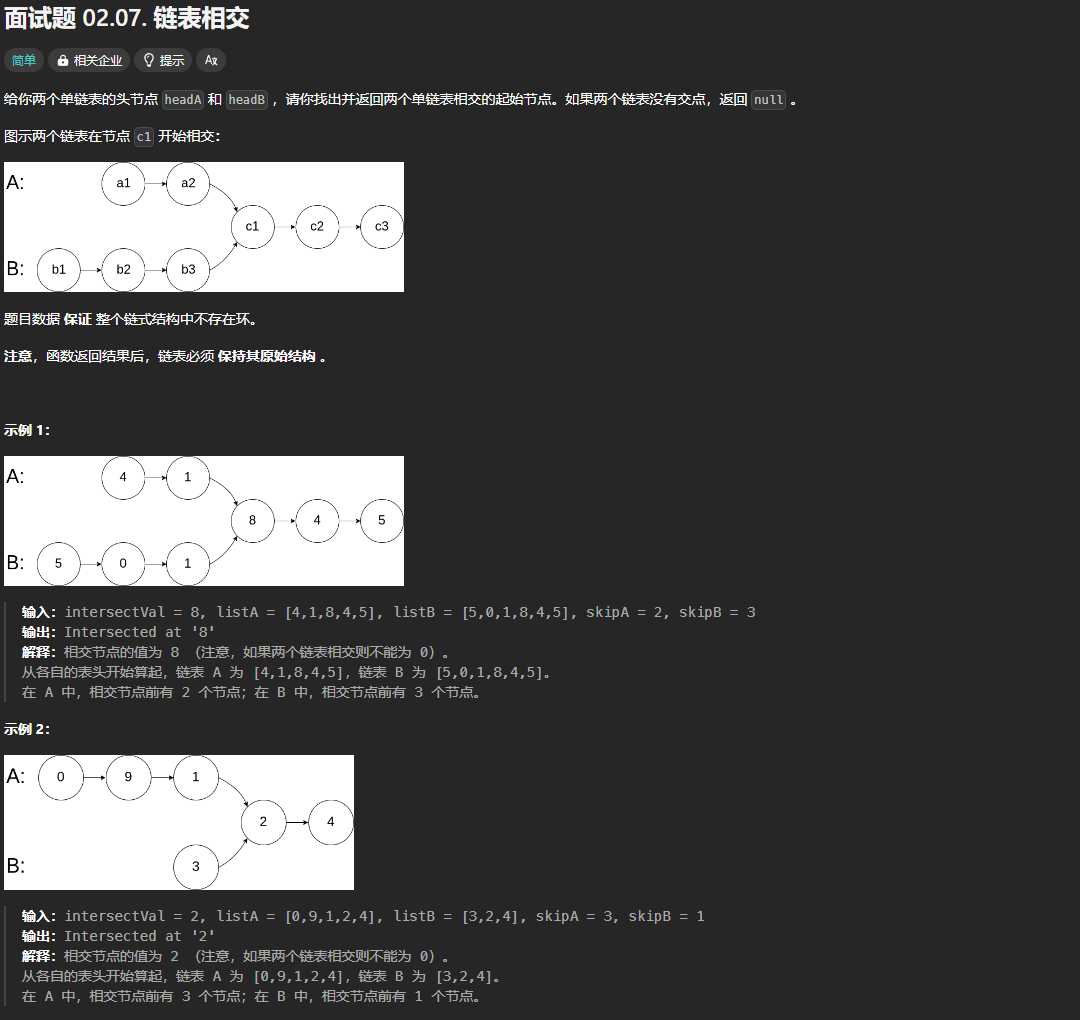 面试题 02.07. 链表相交
简单 相关企业 提示 A
给你两个单链表的头节点 headA 和 headB ，请你找出并返回两个单链表相交的起始节点。如果两个链表没有交点，返回 null 。
图示两个链表在节点 c1 开始相交：
A: a1 a2
c1 c2 c3
B: b1 b2 b3
题目数据 保证 整个链式结构中不存在环。
注意，函数返回结果后，链表必须 保持其原始结构 。
示例 1：
A: 4 1
8 4 5
B: 5 0 1
输入：intersectVal = 8, listA = [4,1,8,4,5], listB = [5,0,1,8,4,5], skipA = 2, skipB = 3
输出：Intersected at '8'
解释：相交节点的值为 8 （注意，如果两个链表相交则不能为 0）。
从各自的表头开始算起，链表 A 为 [4,1,8,4,5]，链表 B 为 [5,0,1,8,4,5]。
在 A 中，相交节点前有 2 个节点；在 B 中，相交节点前有 3 个节点。
示例 2：
A: 0 9 1
2 4
B: 3
输入：intersectVal = 2, listA = [0,9,1,2,4], listB = [3,2,4], skipA = 3, skipB = 1
输出：Intersected at '2'
解释：相交节点的值为 2 （注意，如果两个链表相交则不能为 0）。
从各自的表头开始算起，链表 A 为 [0,9,1,2,4]，链表 B 为 [3,2,4]。
在 A 中，相交节点前有 3 个节点；在 B 中，相交节点前有 1 个节点。